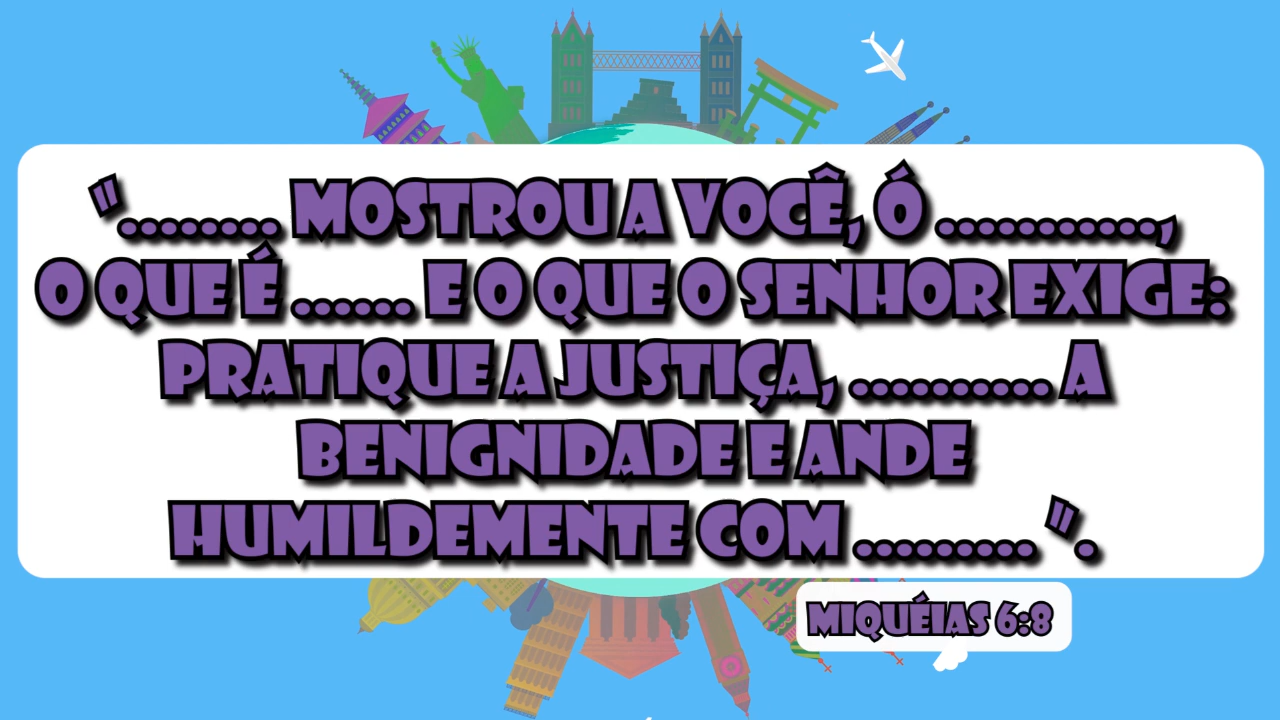 "........ MOSTROU A VOCÊ, Ó ...........,
O QUE É ...... E O QUE O SENHOR EXIGE:
PRATIQUE A JUSTIÇA, .......... A
BENIGNIDADE E ANDE
HUMILDEMENTE COM ......... ".
MIQUÉIAS 6:8